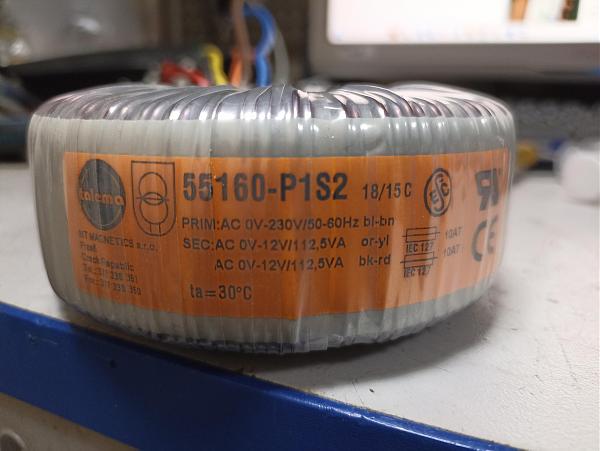 talema
55160-P1S2 18/15 C
PRIM:AC 0V-230V/50-60Hz bl-bn
SEC:AC 0V-12V/112,5VA or-yl
AC 0V-12V/112,5VA bk-rd
ta=30°C
IEC 127 10AT
IEC 127 10AT
NT MAGNETICS s.r.o.
Czech Republic
CE